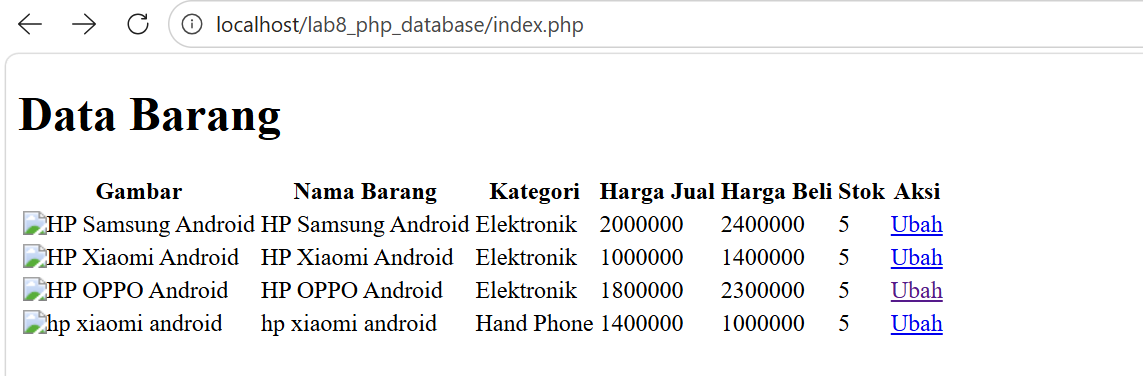 localhost/lab8_php_database/index.php
Data Barang
Gambar Nama Barang Kategori Harga Jual Harga Beli Stok Aksi
HP Samsung Android HP Samsung Android Elektronik 2000000 2400000 5 Ubah
HP Xiaomi Android HP Xiaomi Android Elektronik 1000000 1400000 5 Ubah
HP OPPO Android HP OPPO Android Elektronik 1800000 2300000 5 Ubah
hp xiaomi android hp xiaomi android Hand Phone 1400000 1000000 5 Ubah